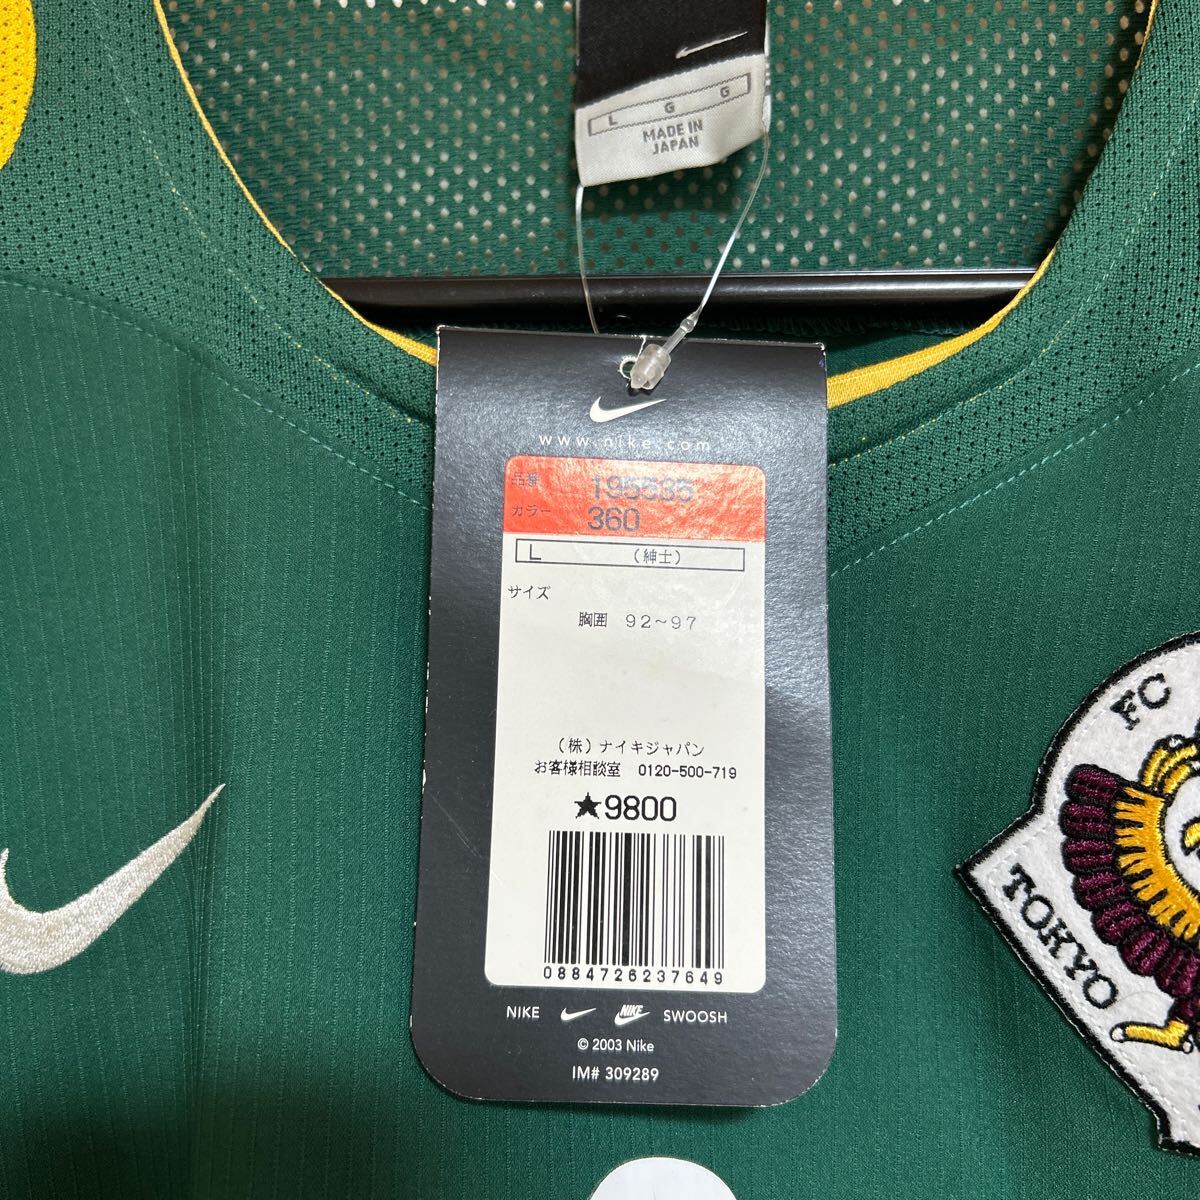 L G G
MADE IN
JAPAN
www.nike.com
品番 195535
カラー 360
L (紳士)
サイズ
胸囲 92~97
(株)ナイキジャパン
お客様相談室 0120-500-719
★9800
0884726237649
NIKE NIKE SWOOSH
© 2003 Nike
IM# 309289
FC
TOKYO